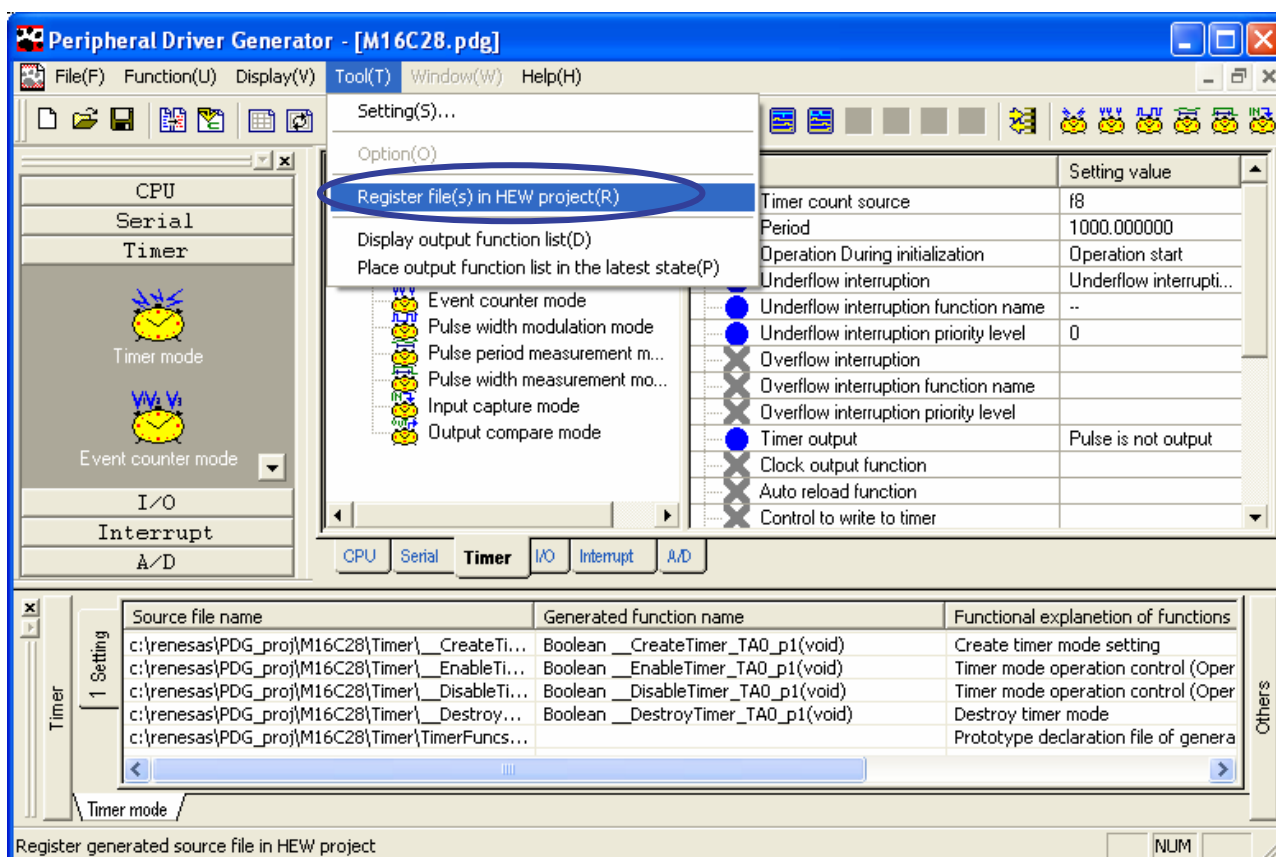 Peripheral Driver Generator - [M16C28.pdg]
File(F) Function(U) Display(V) Tool(T) Window(W) Help(H)
Setting(S)...
Option(O)
Register file(s) in HEW project(R)
Display output function list(D)
Place output function list in the latest state(P)
CPU
Serial
Timer
Timer mode
Event counter mode
I/O
Interrupt
A/D
Event counter mode
Pulse width modulation mode
Pulse period measurement m...
Pulse width measurement mo...
Input capture mode
Output compare mode
Setting value
Timer count source f8
Period 1000.000000
Operation During initialization Operation start
Underflow interruption Underflow interrupti...
Underflow interruption function name --
Underflow interruption priority level 0
Overflow interruption
Overflow interruption function name
Overflow interruption priority level
Timer output Pulse is not output
Clock output function
Auto reload function
Control to write to timer
CPU Serial Timer I/O Interrupt A/D
Timer
1 Setting
Source file name Generated function name Functional explanetion of functions
c:\renesas\PDG_proj\M16C28\Timer\__CreateTi... Boolean __CreateTimer_TA0_p1(void) Create timer mode setting
c:\renesas\PDG_proj\M16C28\Timer\__EnableTi... Boolean __EnableTimer_TA0_p1(void) Timer mode operation control (Oper
c:\renesas\PDG_proj\M16C28\Timer\__DisableTi... Boolean __DisableTimer_TA0_p1(void) Timer mode operation control (Oper
c:\renesas\PDG_proj\M16C28\Timer\__Destroy... Boolean __DestroyTimer_TA0_p1(void) Destroy timer mode
c:\renesas\PDG_proj\M16C28\Timer\TimerFuncs... Prototype declaration file of genera
Others
Timer mode
Register generated source file in HEW project NUM